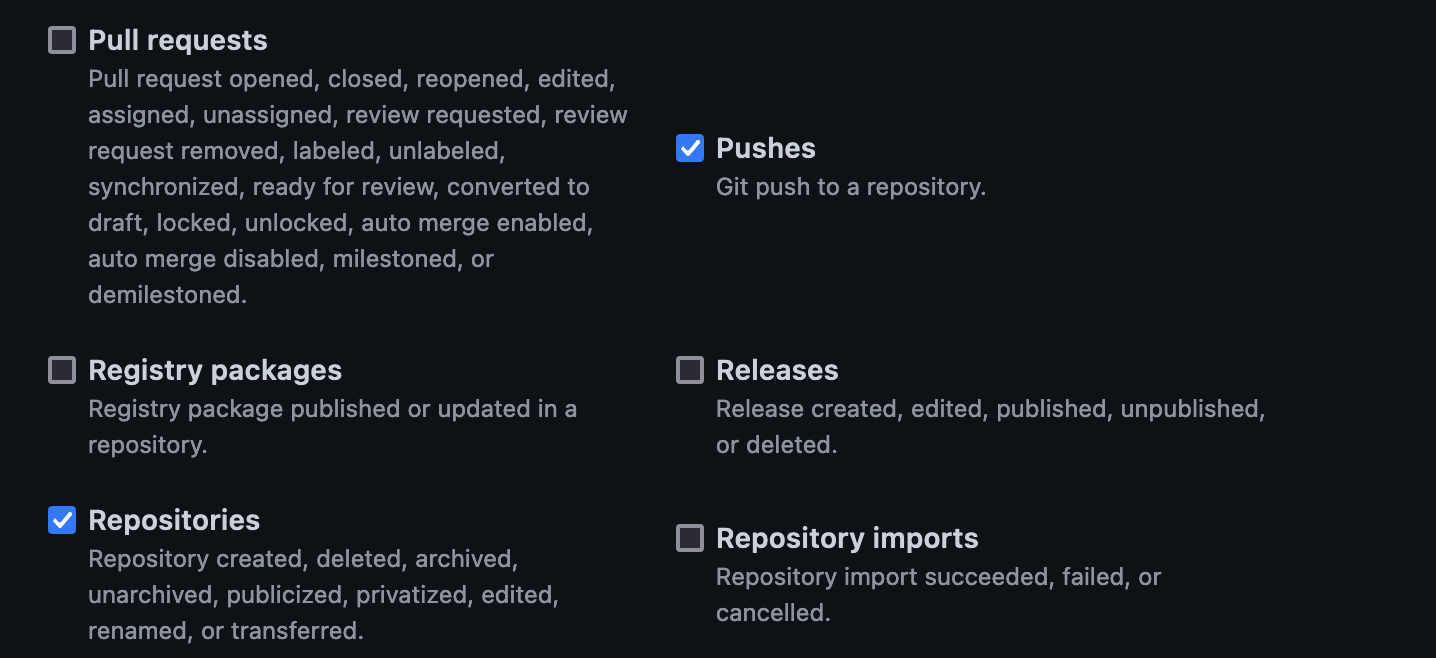 Pull requests
Pull request opened, closed, reopened, edited,
assigned, unassigned, review requested, review
request removed, labeled, unlabeled,
synchronized, ready for review, converted to
draft, locked, unlocked, auto merge enabled,
auto merge disabled, milestoned, or
demilestoned.
Pushes
Git push to a repository.
Registry packages
Registry package published or updated in a
repository.
Releases
Release created, edited, published, unpublished,
or deleted.
Repositories
Repository created, deleted, archived,
unarchived, publicized, privatized, edited,
renamed, or transferred.
Repository imports
Repository import succeeded, failed, or
cancelled.